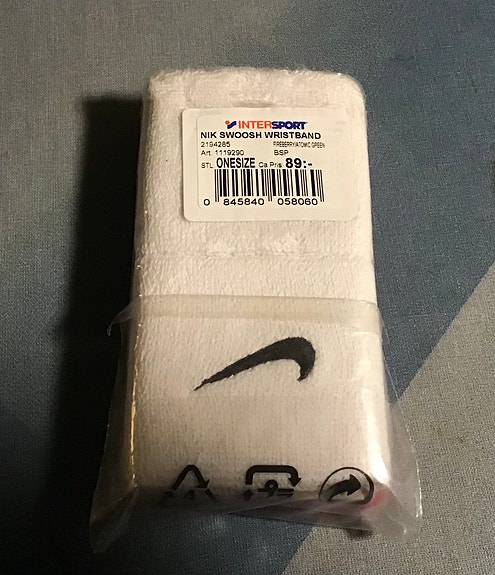 INTERSPORT
NIK SWOOSH WRISTBAND
2194285 FIREBERRY/ATOMIC GREEN
Art. 1119290 BSP
STL ONESIZE Ca Pris 89:-
0 845840 058060